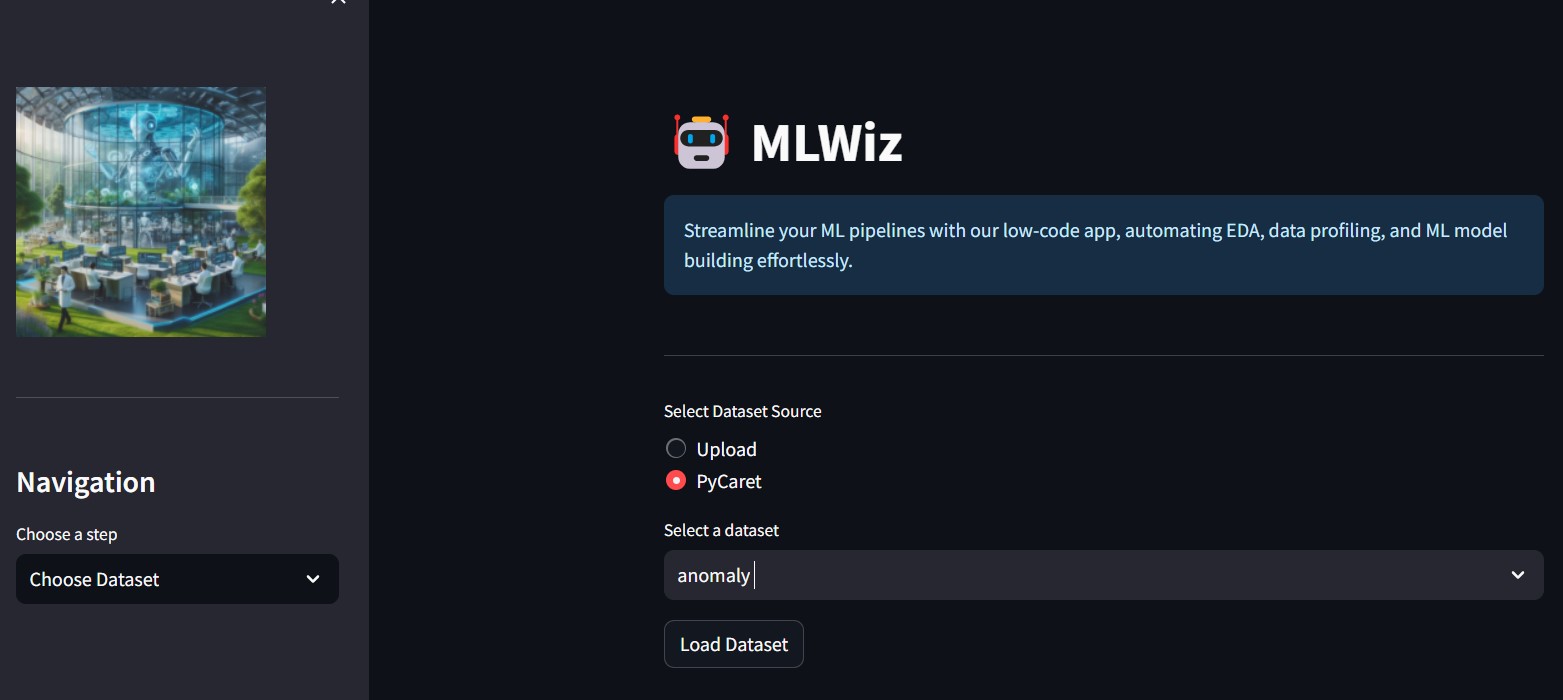 Navigation
Choose a step
Choose Dataset
MLWiz
Streamline your ML pipelines with our low-code app, automating EDA, data profiling, and ML model
building effortlessly.
Select Dataset Source
Upload
PyCaret
Select a dataset
anomaly
Load Dataset